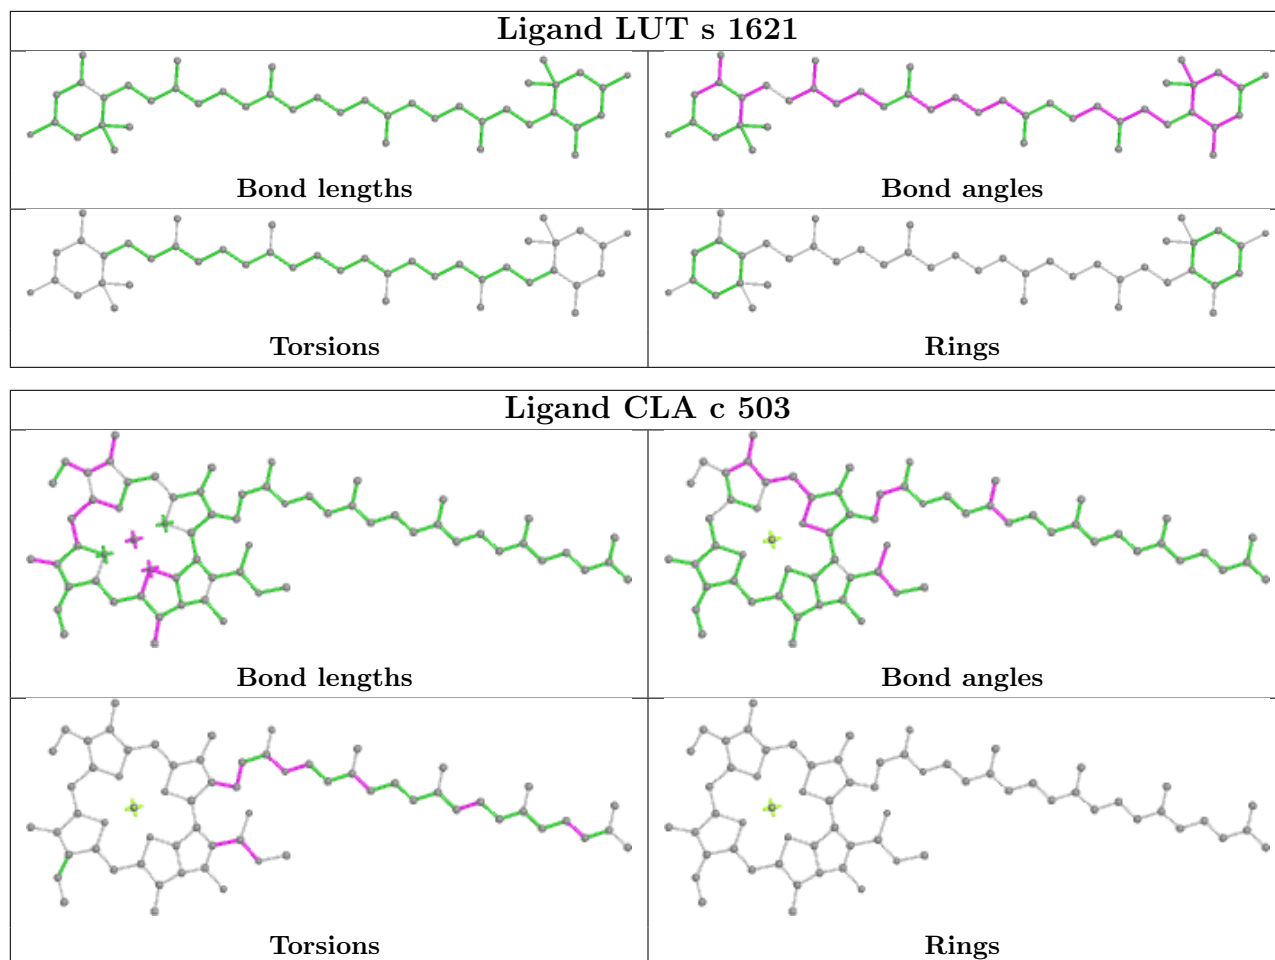 Ligand LUT s 1621
Bond lengths
Bond angles
Torsions
Rings
Ligand CLA c 503
Bond lengths
Bond angles
Torsions
Rings